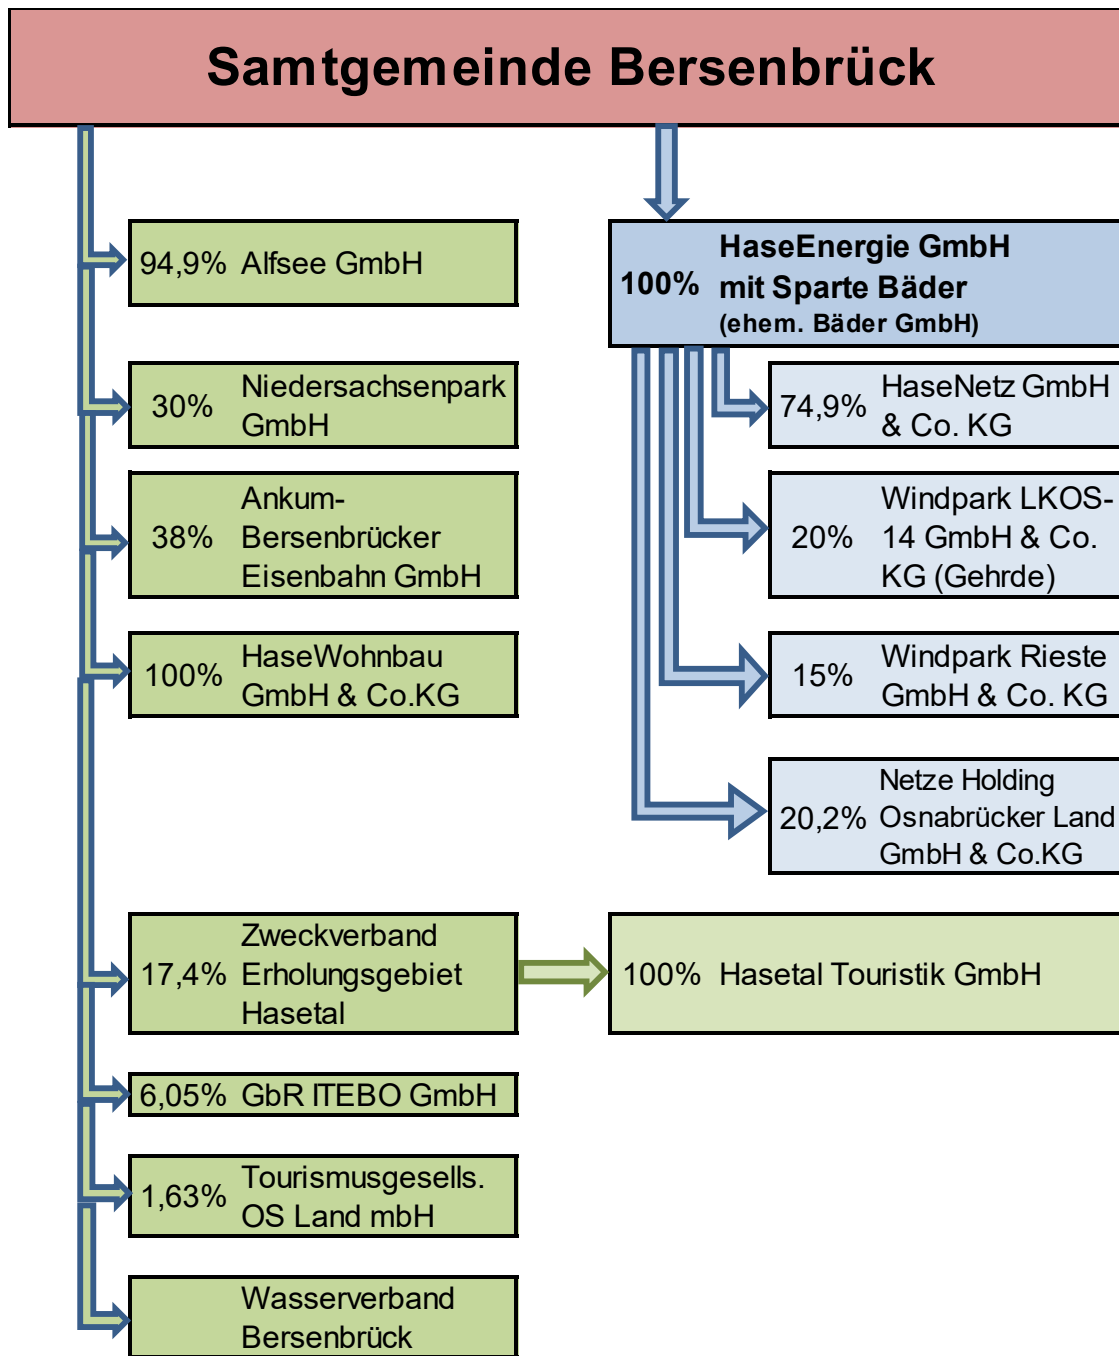 Samtgemeinde Bersenbrück
94,9% Alfsee GmbH
100%
HaseEnergie GmbH
mit Sparte Bäder
(ehem. Bäder GmbH)
30%
Niedersachsenpark
GmbH
74,9%
HaseNetz GmbH
& Co. KG
38%
Ankum-
Bersenbrücker
Eisenbahn GmbH
20%
Windpark LKOS-
14 GmbH & Co.
KG (Gehrde)
100%
HaseWohnbau
GmbH & Co.KG
15%
Windpark Rieste
GmbH & Co. KG
20,2%
Netze Holding
Osnabrücker Land
GmbH & Co.KG
17,4%
Zweckverband
Erholungsgebiet
Hasetal
100% Hasetal Touristik GmbH
6,05% GbR ITEBO GmbH
1,63%
Tourismusgesells.
OS Land mbH
Wasserverband
Bersenbrück